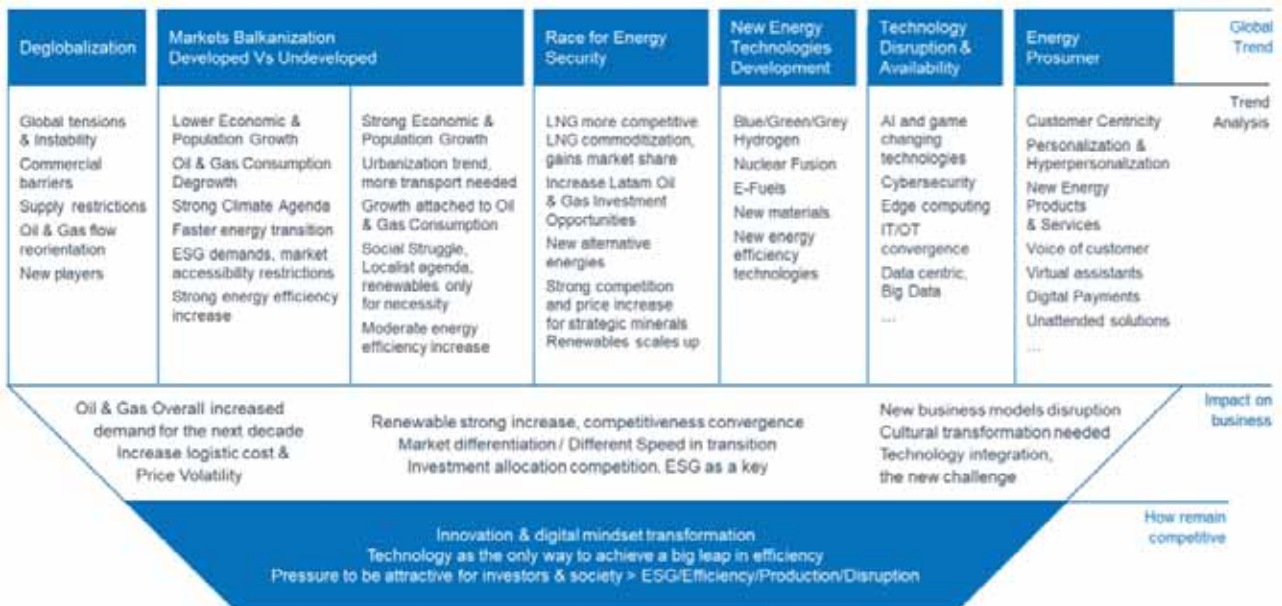 Deglobalization
Markets Balkanization
Developed Vs Undeveloped
Race for Energy
Security
New Energy
Technologies
Development
Technology
Disruption &
Availability
Energy
Prosumer
Global
Trend
Global tensions
& Instability
Commercial
barriers
Supply restrictions
Oil & Gas flow
reorientation
New players
Lower Economic &
Population Growth
Oil & Gas Consumption
Degrowth
Strong Climate Agenda
Faster energy transition
ESG demands, market
accessibility restrictions
Strong energy efficiency
increase
Strong Economic &
Population Growth
Urbanization trend,
more transport needed
Growth attached to Oil
& Gas Consumption
Social Struggle,
Localist agenda,
renewables only
for necessity
Moderate energy
efficiency increase
LNG more competitive
LNG commoditization,
gains market share
Increase Latam Oil
& Gas Investment
Opportunities
New alternative
energies
Strong competition
and price increase
for strategic minerals
Renewables scales up
Blue/Green/Grey
Hydrogen
Nuclear Fusion
E-Fuels
New materials
New energy
efficiency
technologies
AI and game
changing
technologies
Cybersecurity
Edge computing
IT/OT
convergence
Data centric,
Big Data
...
Customer Centricity
Personalization &
Hyperpersonalization
New Energy
Products
& Services
Voice of customer
Virtual assistants
Digital Payments
Unattended solutions
...
Trend
Analysis
Oil & Gas Overall increased
demand for the next decade
Increase logistic cost &
Price Volatility
Renewable strong increase, competitiveness convergence
Market differentiation / Different Speed in transition
Investment allocation competition. ESG as a key
New business models disruption
Cultural transformation needed
Technology integration,
the new challenge
Impact on
business
Innovation & digital mindset transformation
Technology as the only way to achieve a big leap in efficiency
Pressure to be attractive for investors & society > ESG/Efficiency/Production/Disruption
How remain
competitive